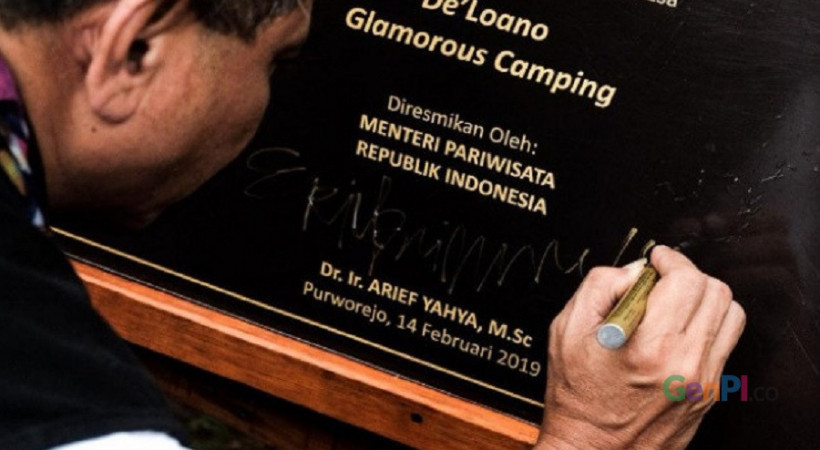 De'Loano
Glamorous Camping
Diresmikan Oleh:
MENTERI PARIWISATA
REPUBLIK INDONESIA
Dr. Ir. ARIEF YAHYA, M.Sc
Purworejo, 14 Februari 2019
GenPI.co